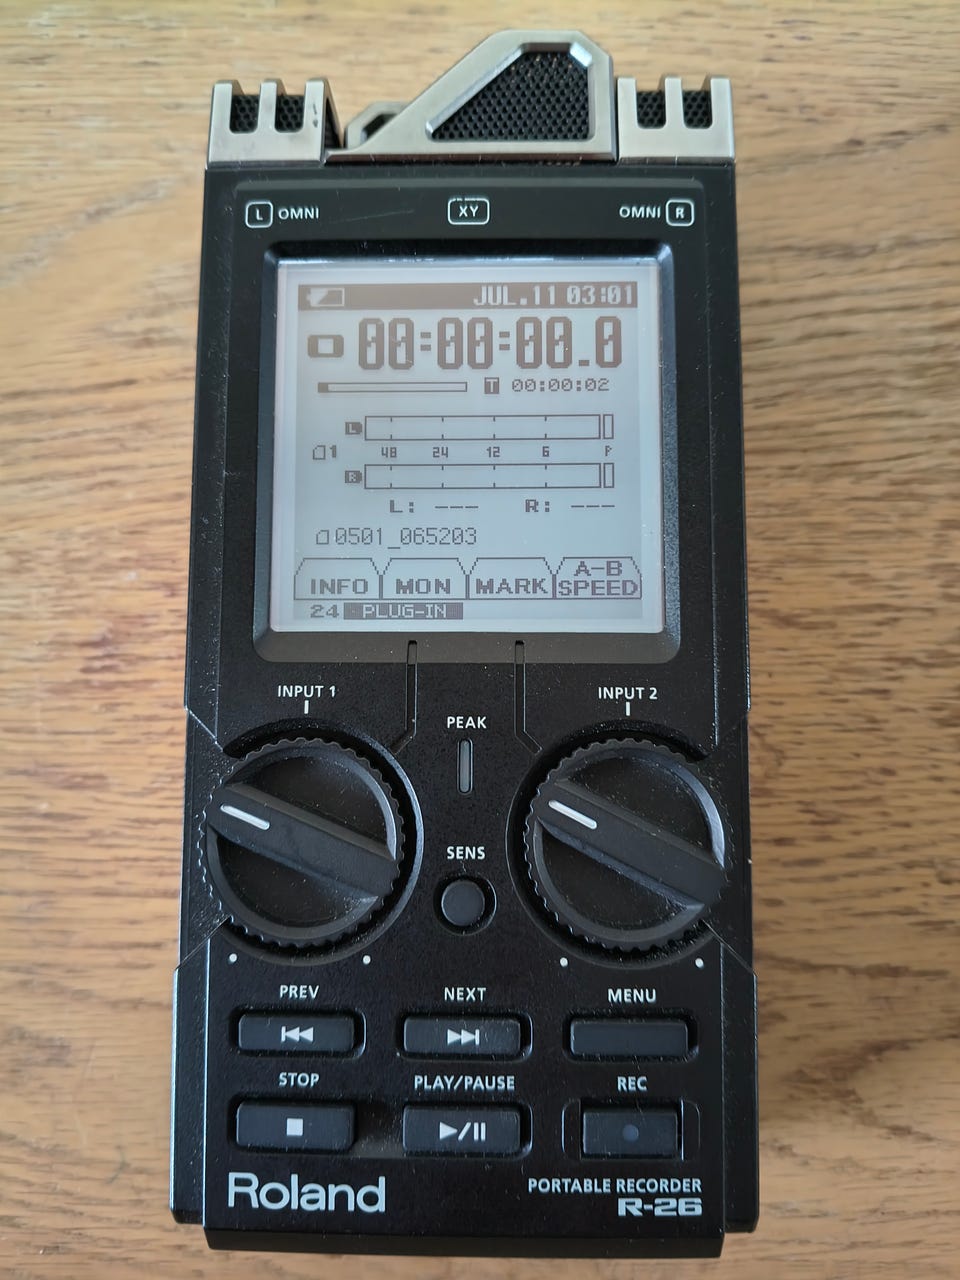 L OMNI XY OMNI R
JUL.11 03:01
00:00:00.0
T 00:00:02
L
1 48 24 12 6 P
R
L: --- R: ---
0501_065203
INFO MON MARK A-B SPEED
24 PLUG-IN
INPUT 1 INPUT 2
PEAK
SENS
PREV NEXT MENU
STOP PLAY/PAUSE REC
Roland PORTABLE RECORDER
R-26